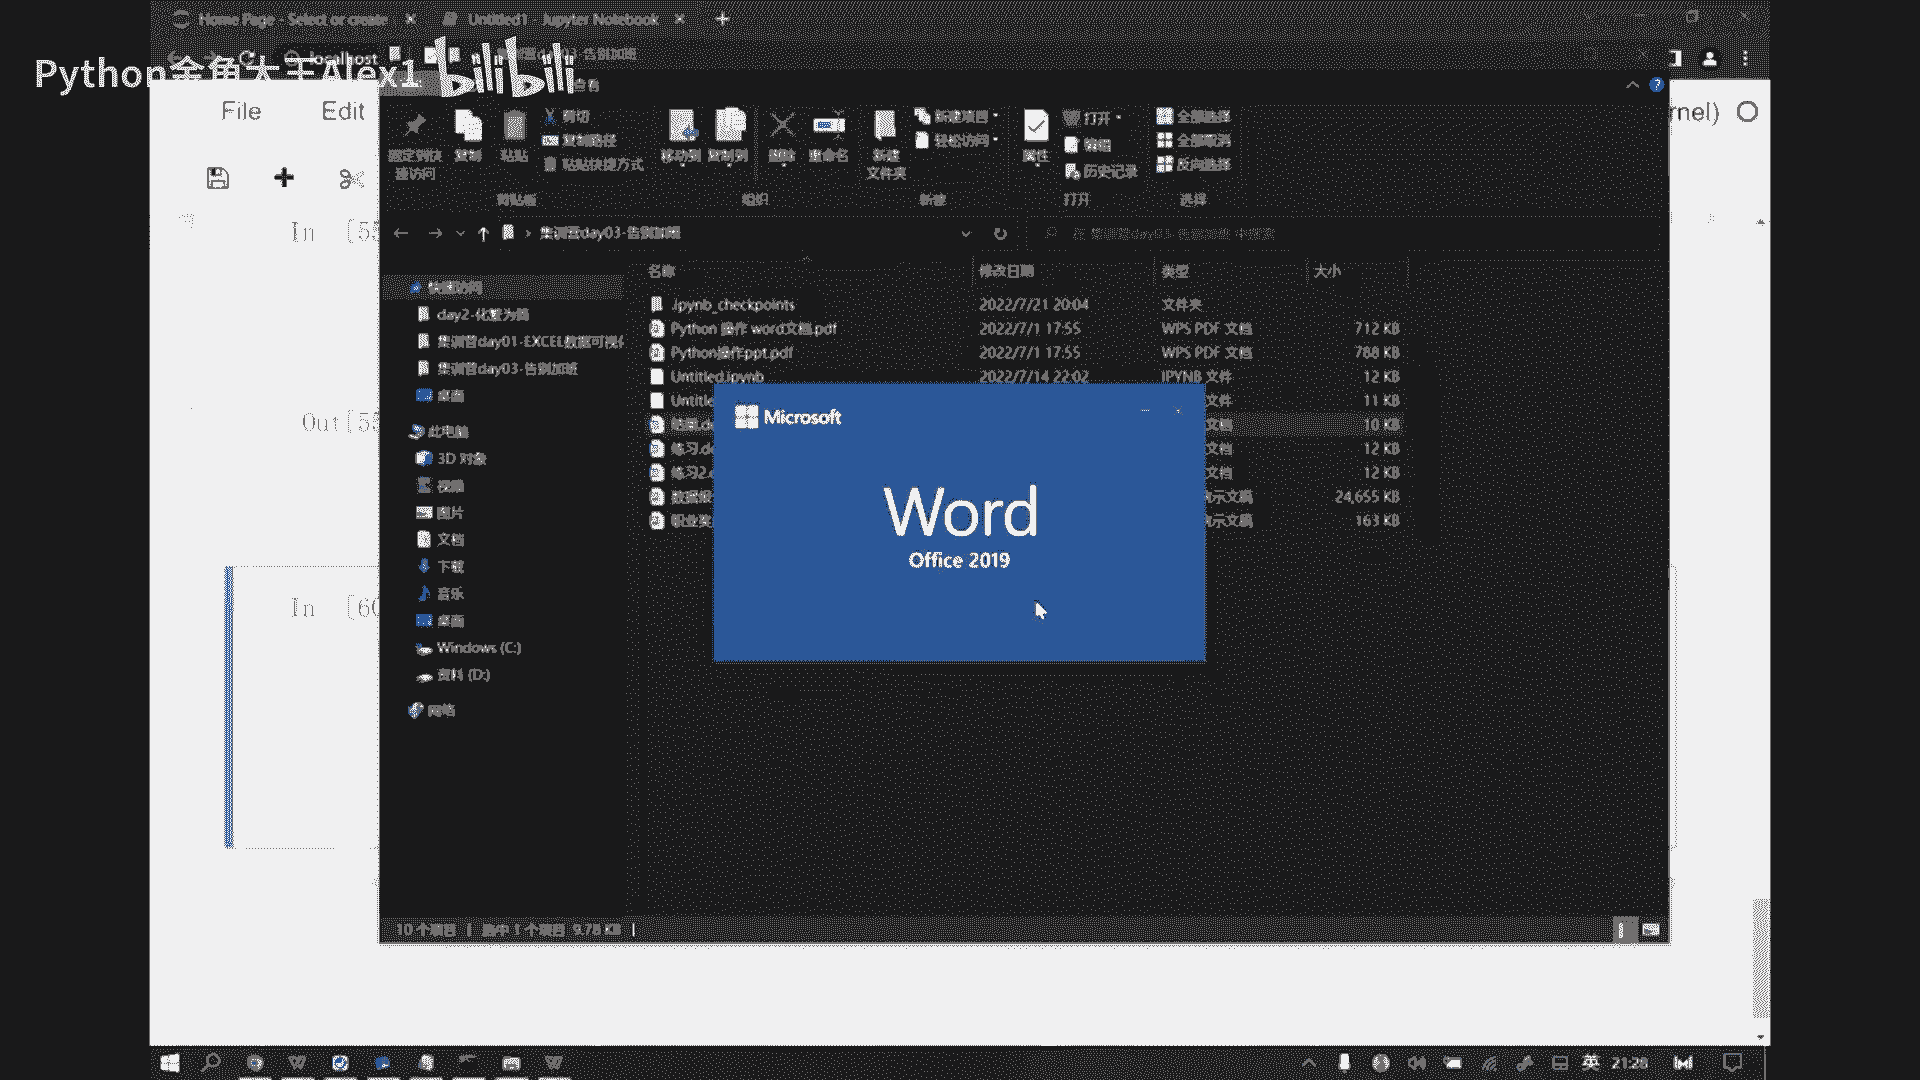 Home Page - Select or create
Untitled1 - Jupyter Notebook
localhost
集训营day03-告别加班
Python金鱼大王Alex1 bilibili
查看
File
Edit
nel)
固定到快速访问
复制
粘贴
剪切
复制路径
粘贴快捷方式
移动到
复制到
删除
重命名
新建
文件夹
新建项目
轻松访问
属性
打开
编辑
历史记录
全部选择
全部取消
反向选择
剪贴板
组织
新建
打开
选择
集训营day03-告别加班
在 集训营day03-告别加班 中搜索
In [55
名称
修改日期
类型
大小
快速访问
day2-化繁为简
集训营day01-EXCEL数据可视化
集训营day03-告别加班
桌面
此电脑
3D 对象
视频
图片
文档
下载
音乐
桌面
Windows (C:)
资料 (D:)
网络
.ipynb_checkpoints 2022/7/21 20:04 文件夹
Python 操作 word文档.pdf 2022/7/1 17:55 WPS PDF 文档 712 KB
Python操作ppt.pdf 2022/7/1 17:55 WPS PDF 文档 788 KB
Untitled.ipynb 2022/7/14 22:02 IPYNB 文件 12 KB
Untitle 文件 11 KB
文档 10 KB
练习.do 文档 12 KB
练习2.d 文档 12 KB
数据报 演示文稿 24,655 KB
职业奖 演示文稿 163 KB
Microsoft
Word
Office 2019
Out[55
In [60
10 个项目
选中 1 个项目 9.78 KB
英
21:28